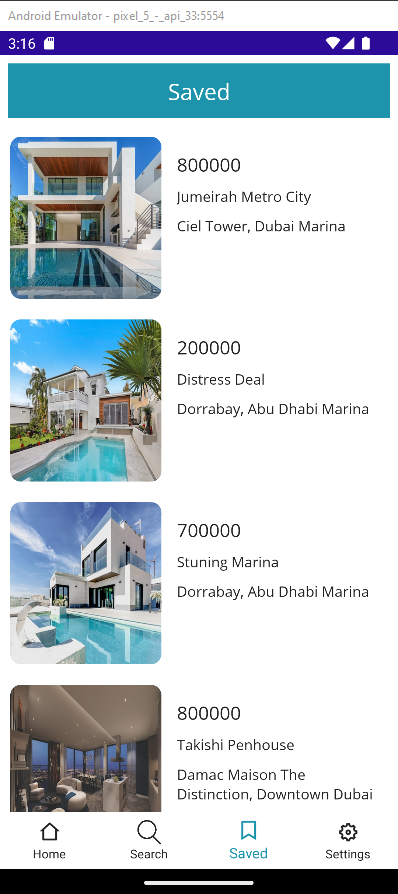 Android Emulator - pixel_5_-_api_33:5554
3:16
Saved
800000
Jumeirah Metro City
Ciel Tower, Dubai Marina
200000
Distress Deal
Dorrabay, Abu Dhabi Marina
700000
Stuning Marina
Dorrabay, Abu Dhabi Marina
800000
Takishi Penhouse
Damac Maison The
Distinction, Downtown Dubai
Home Search Saved Settings